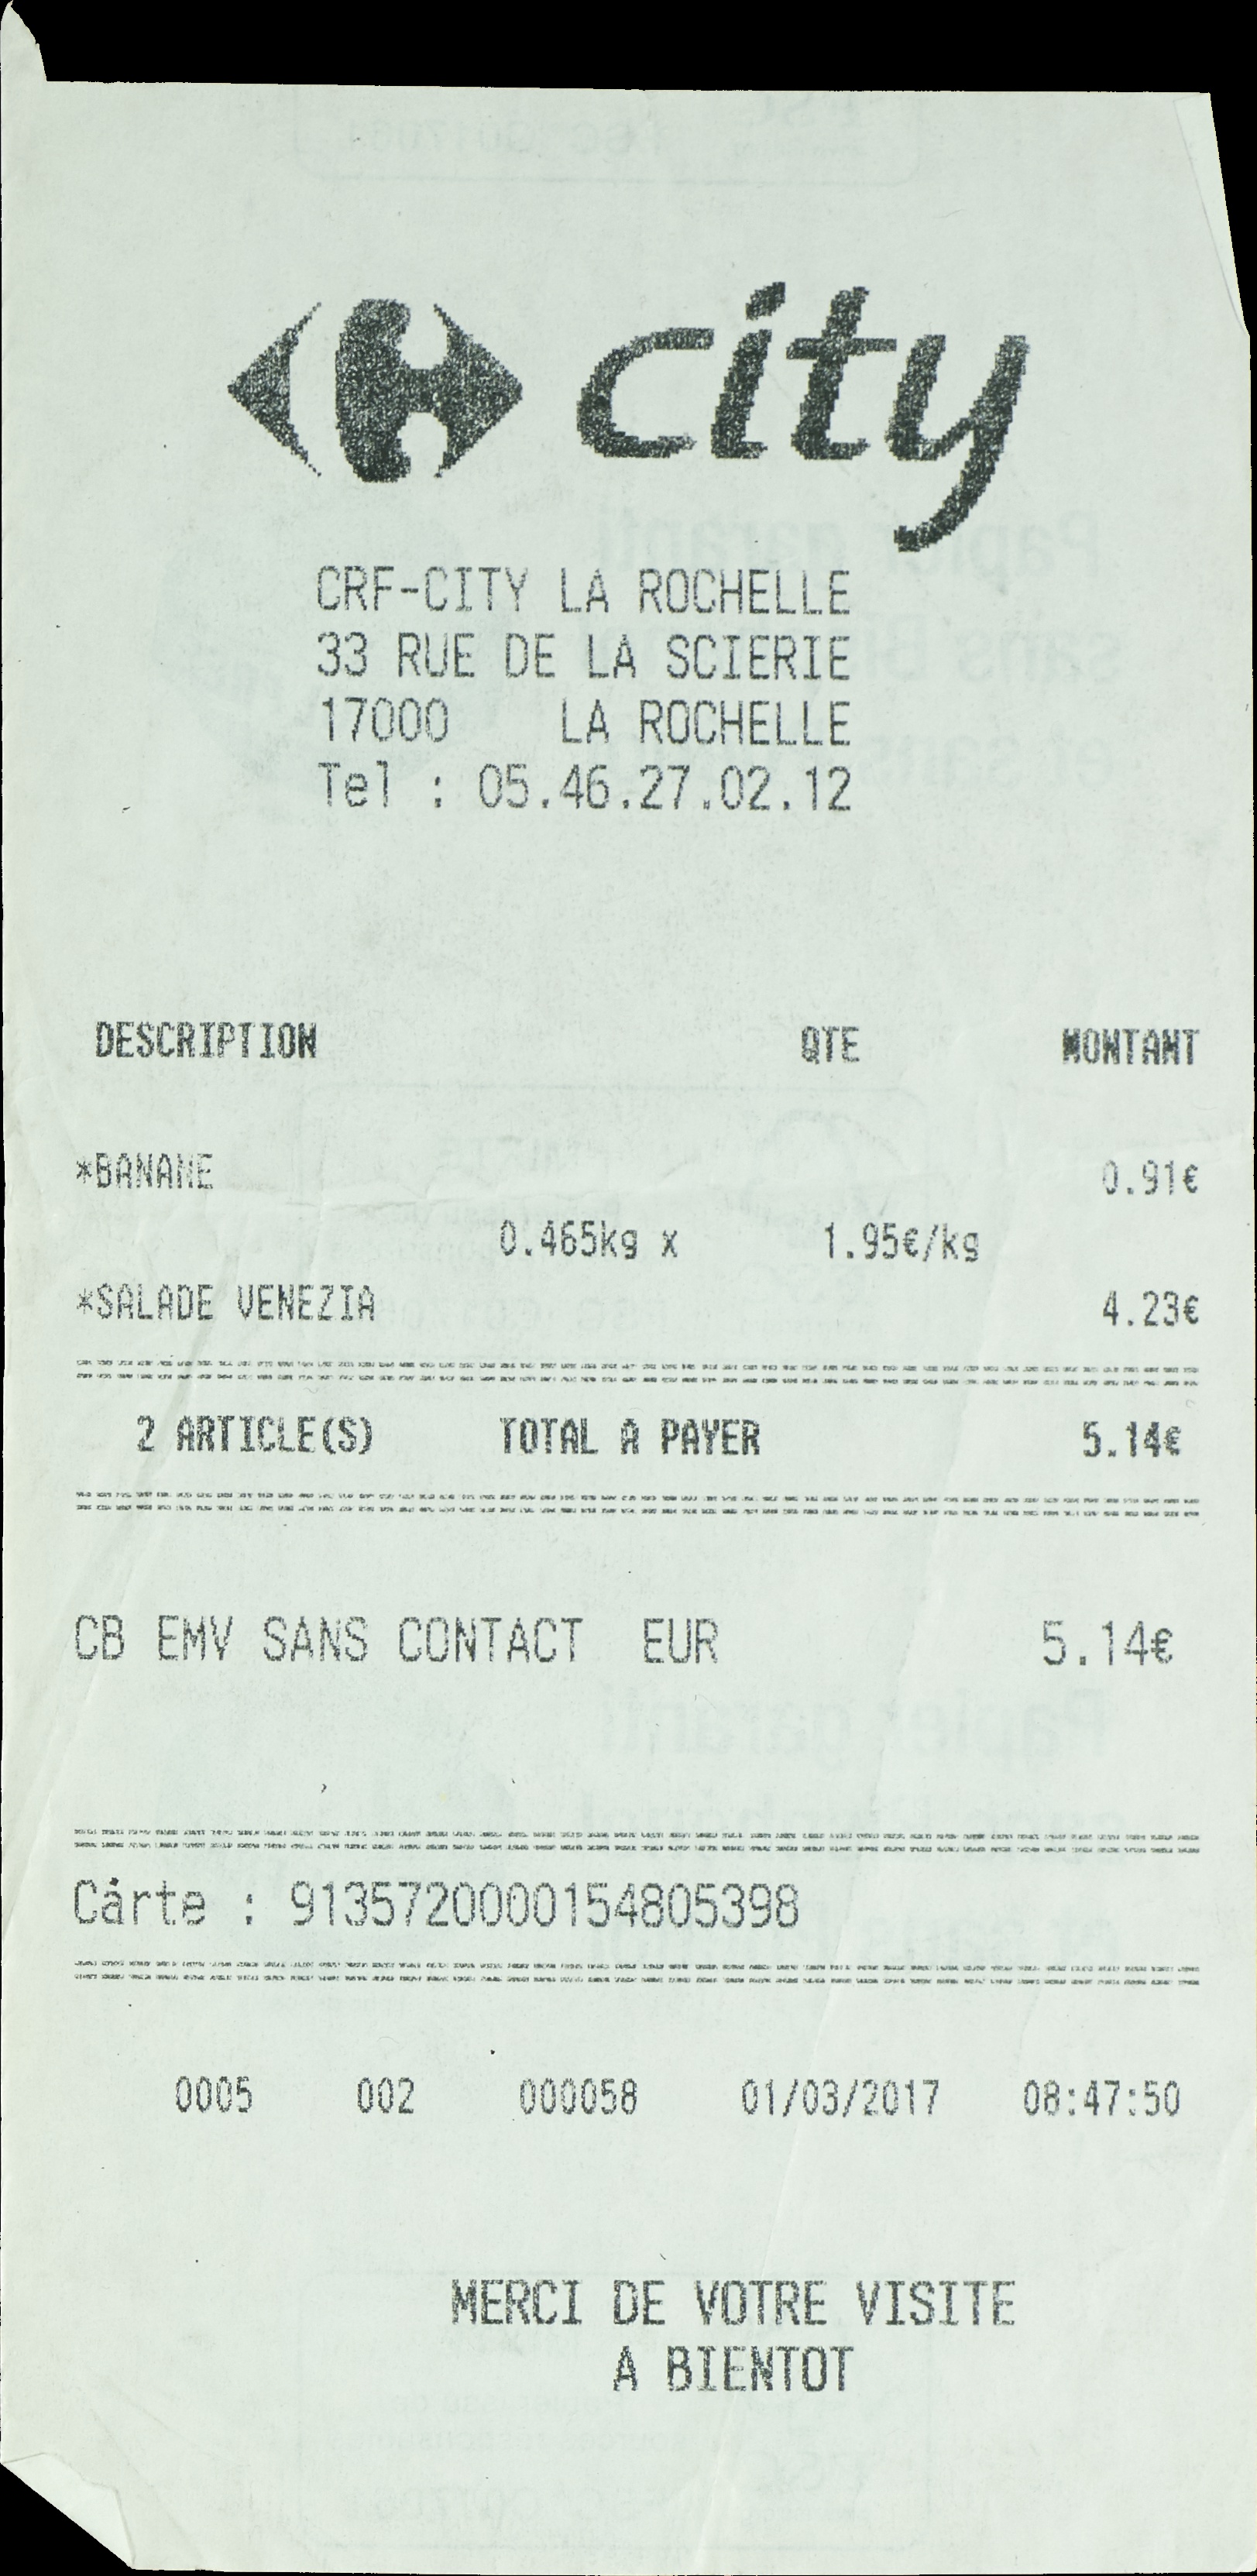 city
CRF-CITY LA ROCHELLE
33 RUE DE LA SCIERIE
17000 LA ROCHELLE
Tel : 05.46.27.02.12
DESCRIPTION QTE MONTANT
*BANANE 0.91€
0.465kg x 1.95€/kg
*SALADE VENEZIA 4.23€
2 ARTICLE(S) TOTAL A PAYER 5.14€
CB EMV SANS CONTACT EUR 5.14€
Carte : 9135720000154805398
0005 002 000058 01/03/2017 08:47:50
MERCI DE VOTRE VISITE
A BIENTOT